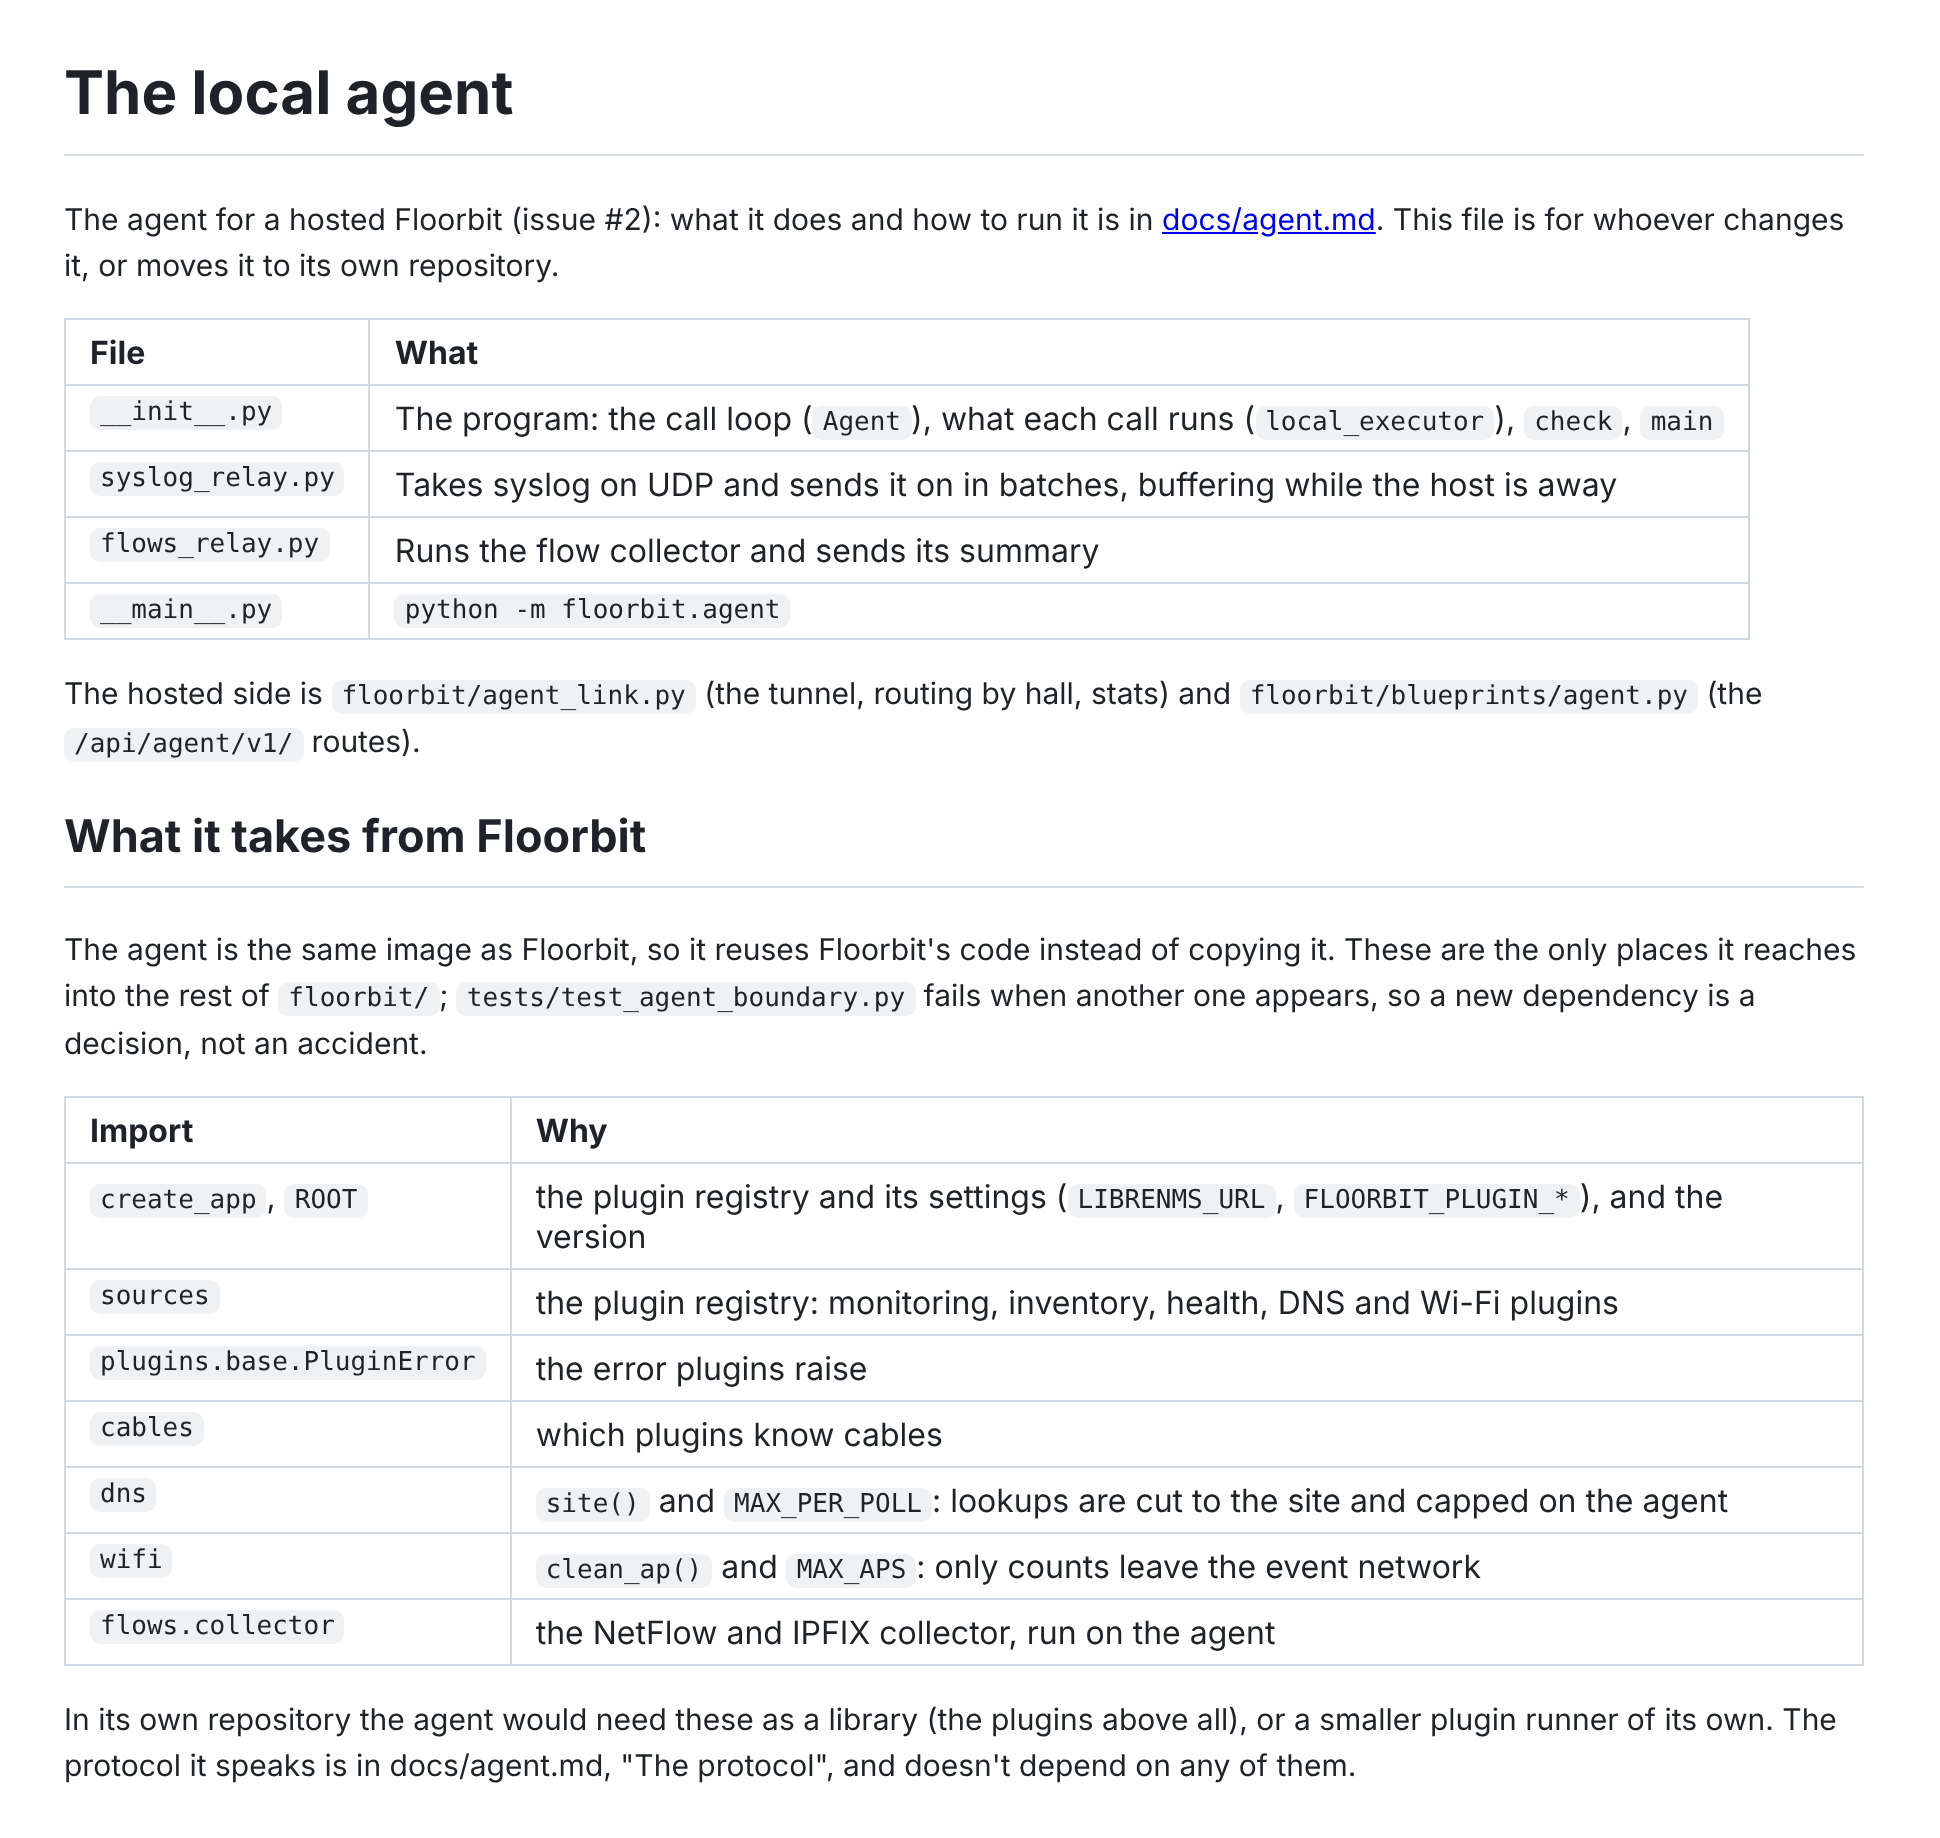 The local agent
The agent for a hosted Floorbit (issue #2): what it does and how to run it is in docs/agent.md. This file is for whoever changes
it, or moves it to its own repository.
File What
__init__.py The program: the call loop (Agent), what each call runs (local_executor), check, main
syslog_relay.py Takes syslog on UDP and sends it on in batches, buffering while the host is away
flows_relay.py Runs the flow collector and sends its summary
__main__.py python -m floorbit.agent
The hosted side is floorbit/agent_link.py (the tunnel, routing by hall, stats) and floorbit/blueprints/agent.py (the
/api/agent/v1/ routes).
What it takes from Floorbit
The agent is the same image as Floorbit, so it reuses Floorbit's code instead of copying it. These are the only places it reaches
into the rest of floorbit/; tests/test_agent_boundary.py fails when another one appears, so a new dependency is a
decision, not an accident.
Import Why
create_app, ROOT the plugin registry and its settings (LIBRENMS_URL, FLOORBIT_PLUGIN_*), and the
version
sources the plugin registry: monitoring, inventory, health, DNS and Wi-Fi plugins
plugins.base.PluginError the error plugins raise
cables which plugins know cables
dns site() and MAX_PER_POLL: lookups are cut to the site and capped on the agent
wifi clean_ap() and MAX_APS: only counts leave the event network
flows.collector the NetFlow and IPFIX collector, run on the agent
In its own repository the agent would need these as a library (the plugins above all), or a smaller plugin runner of its own. The
protocol it speaks is in docs/agent.md, "The protocol", and doesn't depend on any of them.